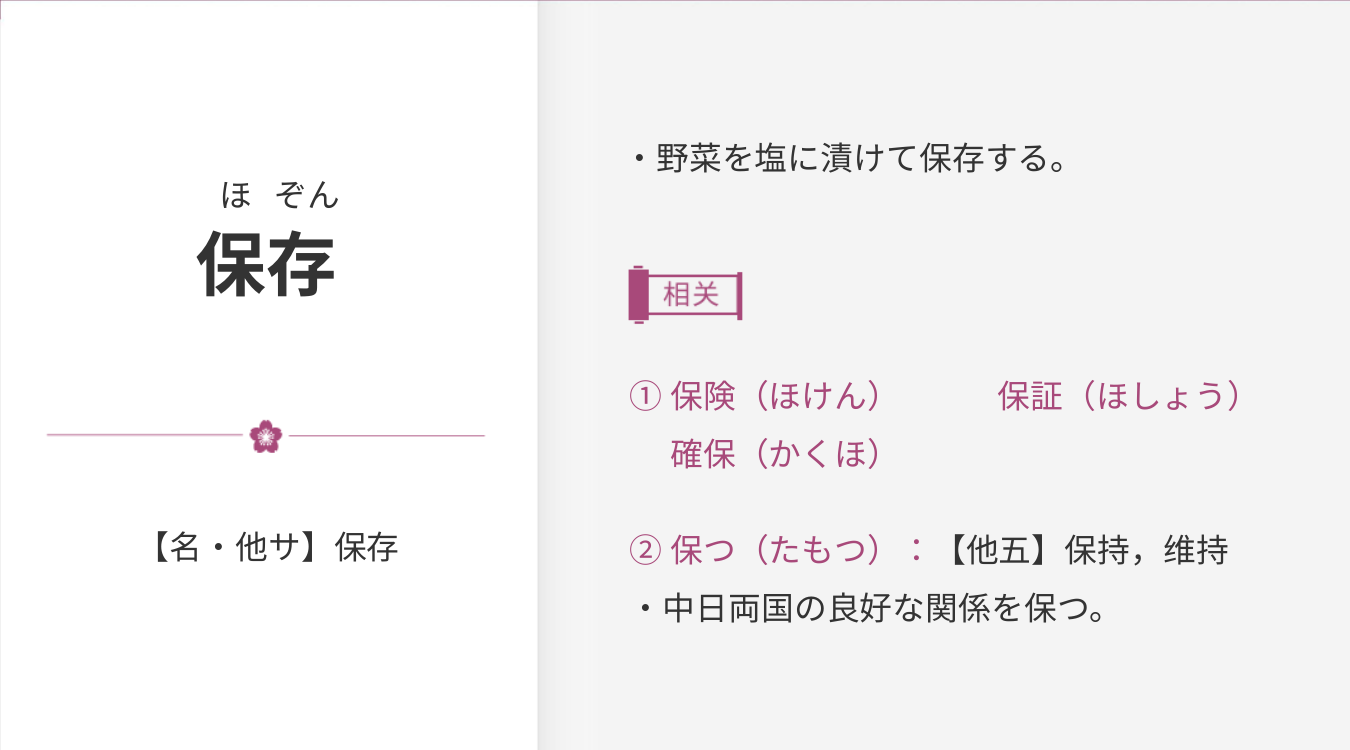 ほ ぞん
保存
【名・他サ】保存
・野菜を塩に漬けて保存する。
相关
① 保険（ほけん） 保証（ほしょう）
確保（かくほ）
② 保つ（たもつ）：【他五】保持，维持
・中日両国の良好な関係を保つ。